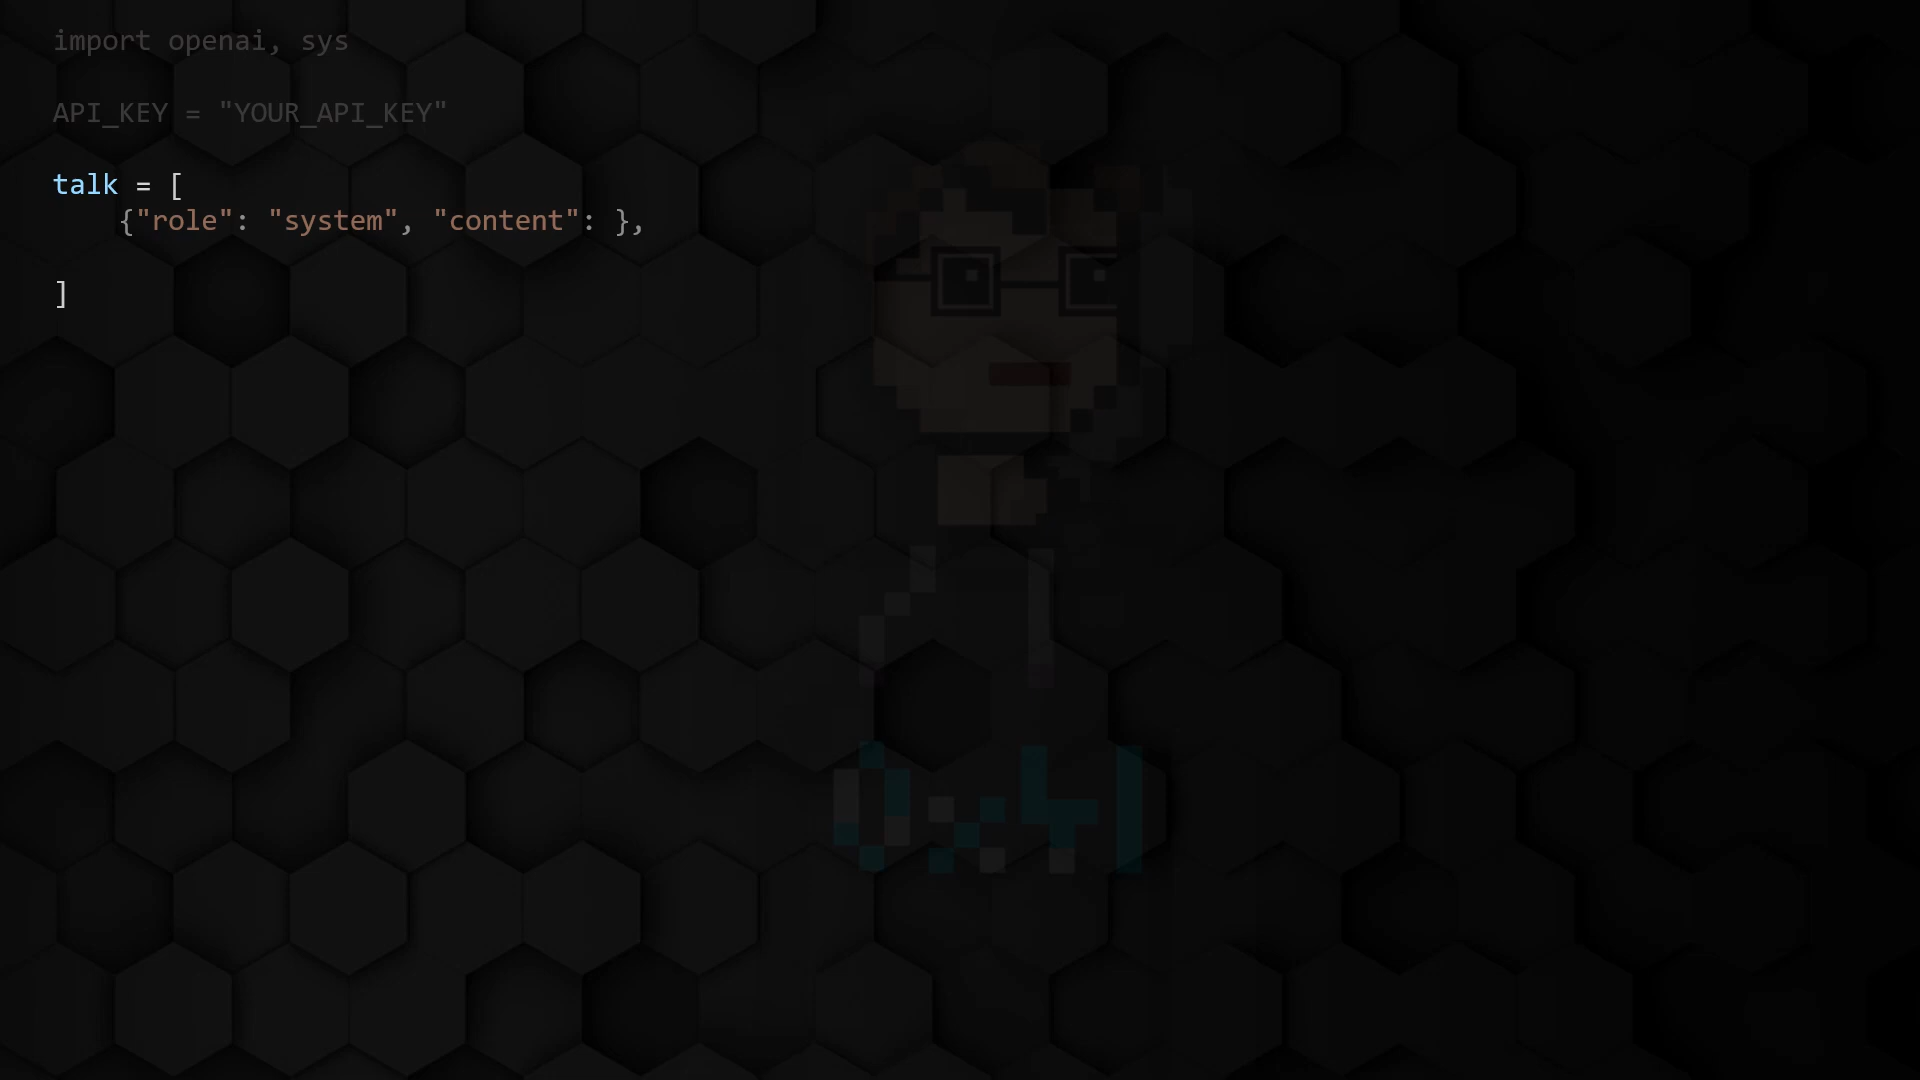 import openai, sys
API_KEY = "YOUR_API_KEY"
talk = [
{"role": "system", "content": },
]